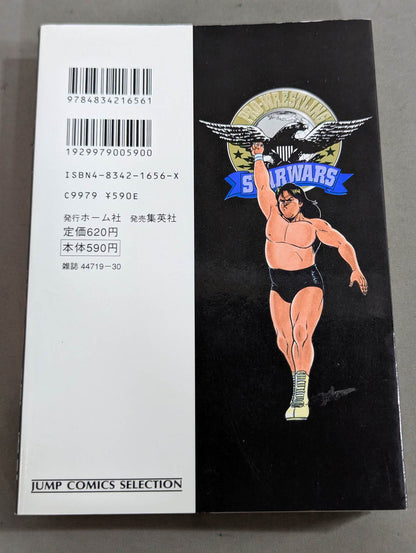 9784834216561
1929979005900
ISBN4-8342-1656-X
C9979 ¥590E
発行ホーム社 発売集英社
定価620円
本体590円
雑誌 44719-30
JUMP COMICS SELECTION
PRO-WRESTLING
STARWARS